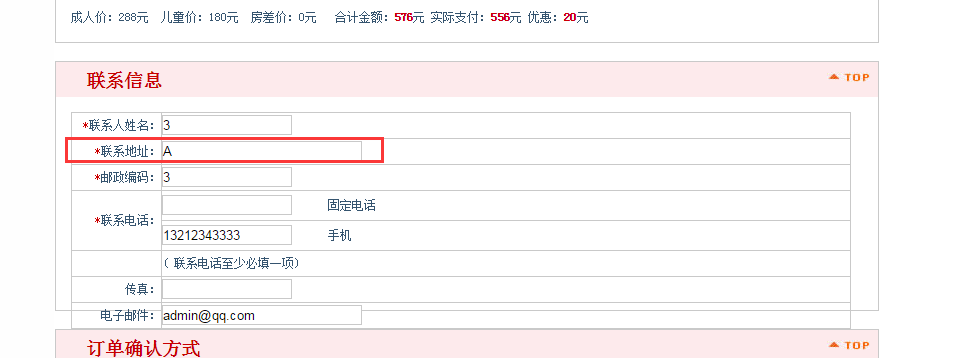 成人价：288元 儿童价：180元 房差价：0元 合计金额：576元 实际支付：556元 优惠：20元
联系信息 TOP
*联系人姓名： 3
*联系地址： A
*邮政编码： 3
固定电话
*联系电话：
13212343333 手机
( 联系电话至少必填一项)
传真：
电子邮件： admin@qq.com
订单确认方式 TOP